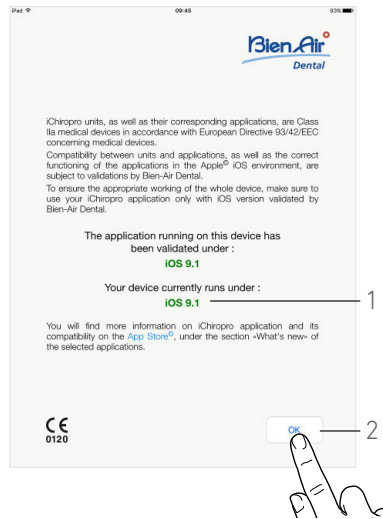 iPad 09:45 93%
Bien Air
Dental
iChiropro units, as well as their corresponding applications, are Class
IIa medical devices in accordance with European Directive 93/42/EEC
concerning medical devices.
Compatibility between units and applications, as well as the correct
functioning of the applications in the Apple© iOS environment, are
subject to validations by Bien-Air Dental.
To ensure the appropriate working of the whole device, make sure to
use your iChiropro application only with iOS version validated by
Bien-Air Dental.
The application running on this device has
been validated under :
iOS 9.1
Your device currently runs under :
iOS 9.1
1
You will find more information on iChiropro application and its
compatibility on the App Store©, under the section «What's new» of
the selected applications.
CE
0120
OK
2